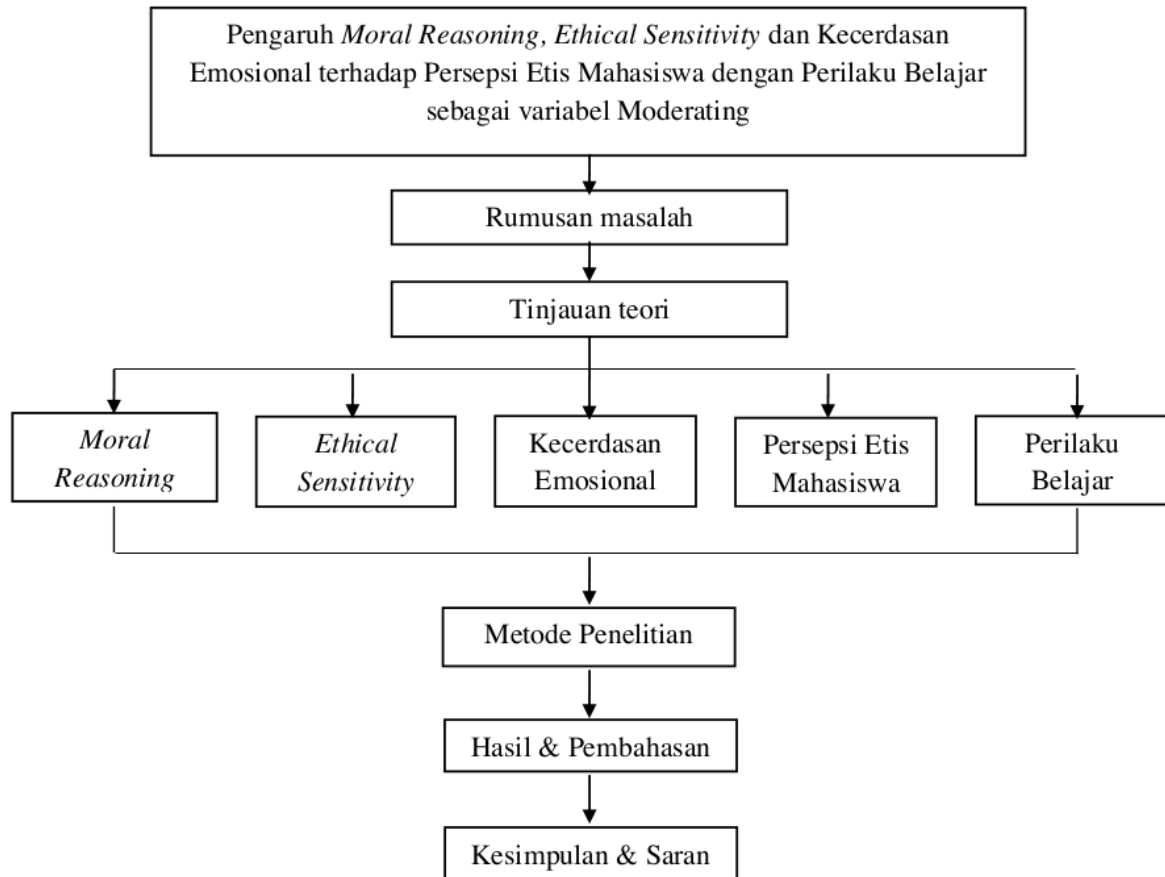 Pengaruh Moral Reasoning, Ethical Sensitivity dan Kecerdasan
Emosional terhadap Persepsi Etis Mahasiswa dengan Perilaku Belajar
sebagai variabel Moderating
Rumusan masalah
Tinjauan teori
Moral
Reasoning
Ethical
Sensitivity
Kecerdasan
Emosional
Persepsi Etis
Mahasiswa
Perilaku
Belajar
Metode Penelitian
Hasil & Pembahasan
Kesimpulan & Saran